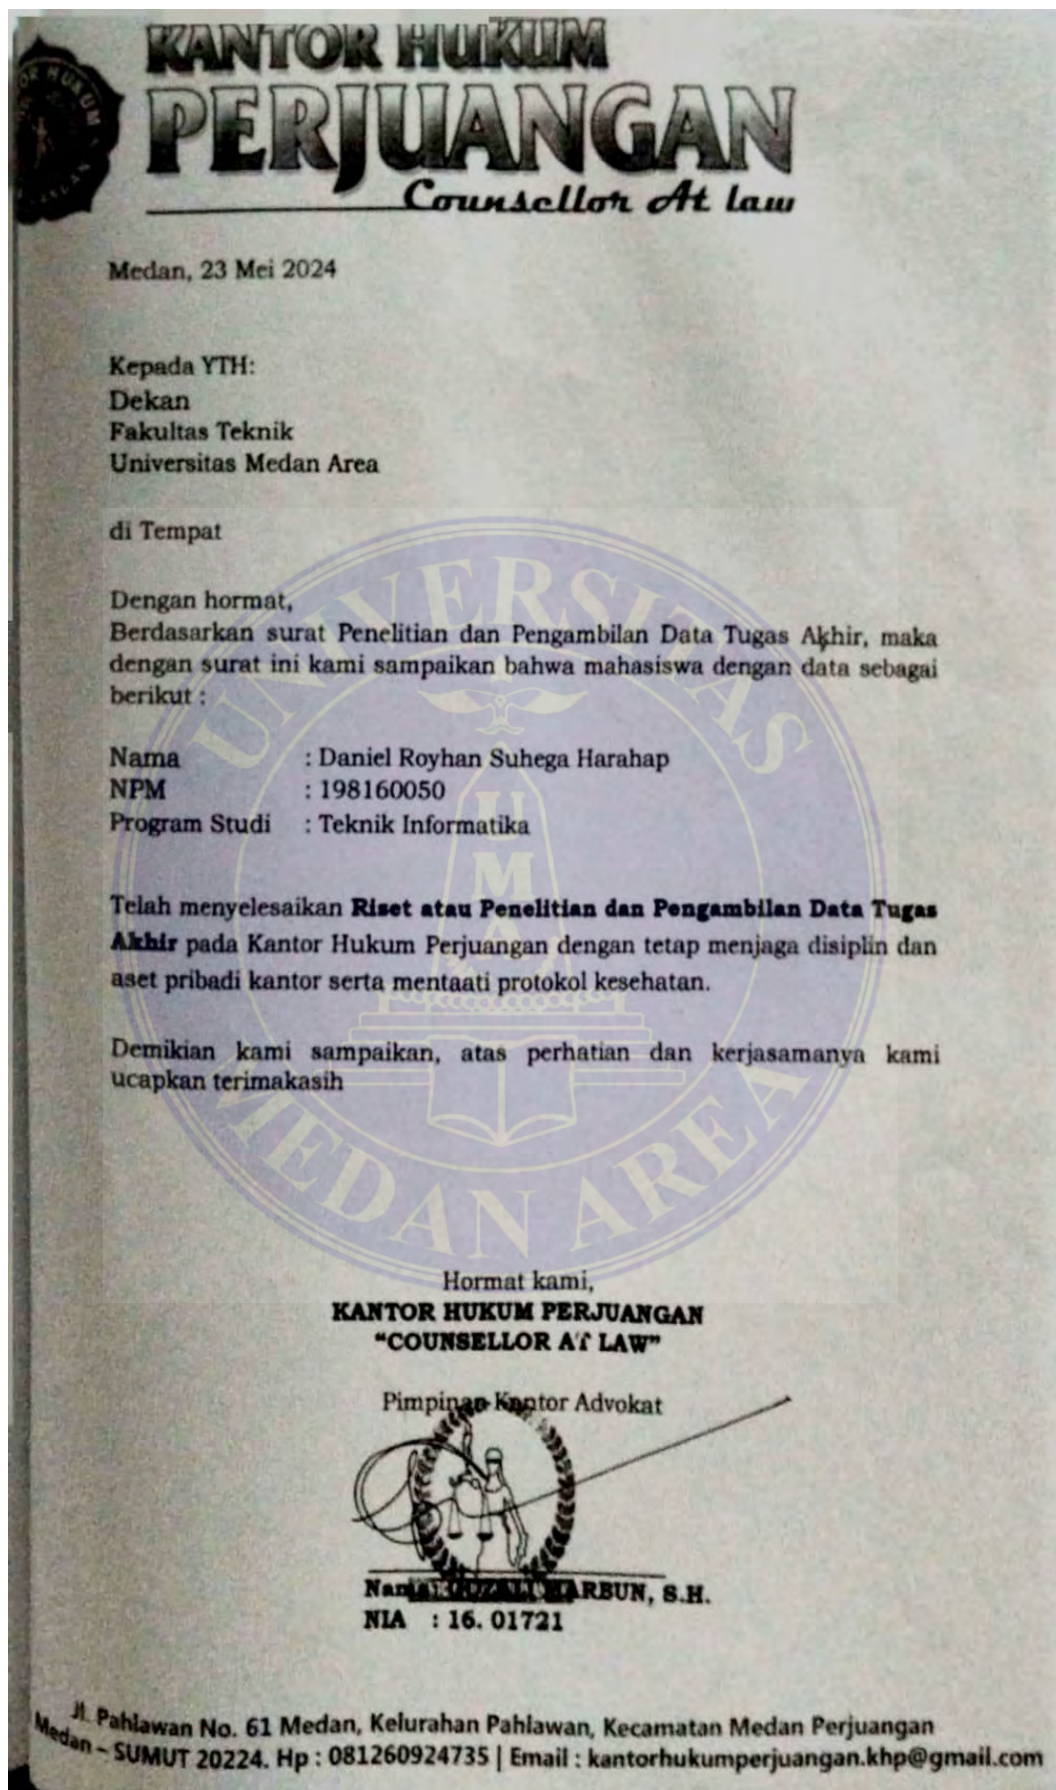 KANTOR HUKUM
PERJUANGAN
Counsellor At law
Medan, 23 Mei 2024
Kepada YTH:
Dekan
Fakultas Teknik
Universitas Medan Area
di Tempat
Dengan hormat,
Berdasarkan surat Penelitian dan Pengambilan Data Tugas Akhir, maka
dengan surat ini kami sampaikan bahwa mahasiswa dengan data sebagai
berikut :
Nama : Daniel Royhan Suhega Harahap
NPM : 198160050
Program Studi : Teknik Informatika
Telah menyelesaikan Riset atau Penelitian dan Pengambilan Data Tugas
Akhir pada Kantor Hukum Perjuangan dengan tetap menjaga disiplin dan
aset pribadi kantor serta mentaati protokol kesehatan.
Demikian kami sampaikan, atas perhatian dan kerjasamanya kami
ucapkan terimakasih
UNIVERSITAS
UMA
MEDAN AREA
Hormat kami,
KANTOR HUKUM PERJUANGAN
"COUNSELLOR AT LAW"
Pimpinan Kantor Advokat
Nama S.H.
NIA : 16. 01721
Jl. Pahlawan No. 61 Medan, Kelurahan Pahlawan, Kecamatan Medan Perjuangan
Medan - SUMUT 20224. Hp : 081260924735 | Email : kantorhukumperjuangan.khp@gmail.com